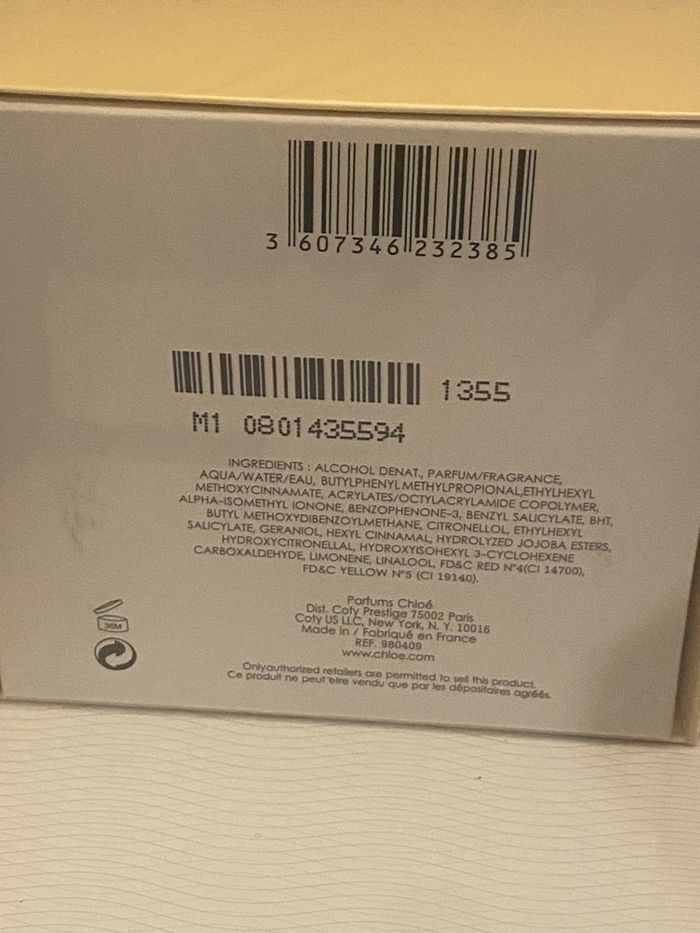 3 607346 232385
1355
M1 0801435594
INGREDIENTS : ALCOHOL DENAT., PARFUM/FRAGRANCE,
AQUA/WATER/EAU, BUTYLPHENYL METHYLPROPIONAL,ETHYLHEXYL
METHOXYCINNAMATE, ACRYLATES/OCTYLACRYLAMIDE COPOLYMER,
ALPHA-ISOMETHYL IONONE, BENZOPHENONE-3, BENZYL SALICYLATE, BHT,
BUTYL METHOXYDIBENZOYLMETHANE, CITRONELLOL, ETHYLHEXYL
SALICYLATE, GERANIOL, HEXYL CINNAMAL, HYDROLYZED JOJOBA ESTERS,
HYDROXYCITRONELLAL, HYDROXYISOHEXYL 3-CYCLOHEXENE
CARBOXALDEHYDE, LIMONENE, LINALOOL, FD&C RED N°4(CI 14700),
FD&C YELLOW N°5 (CI 19140).
Parfums Chloé
Dist. Coty Prestige 75002 Paris
Coty US LLC, New York, N. Y. 10016
Made in / Fabriqué en France
REF. 980409
www.chloe.com
36M
Only authorized retailers are permitted to sell this product.
Ce produit ne peut être vendu que par les dépositaires agréés.